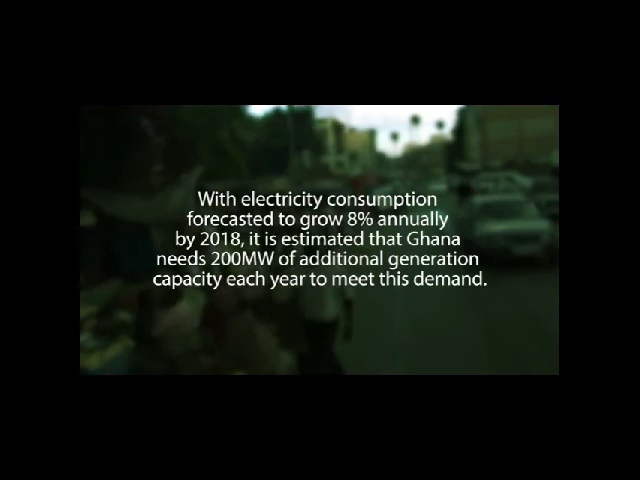 With electricity consumption
forecasted to grow 8% annually
by 2018, it is estimated that Ghana
needs 200MW of additional generation
capacity each year to meet this demand.